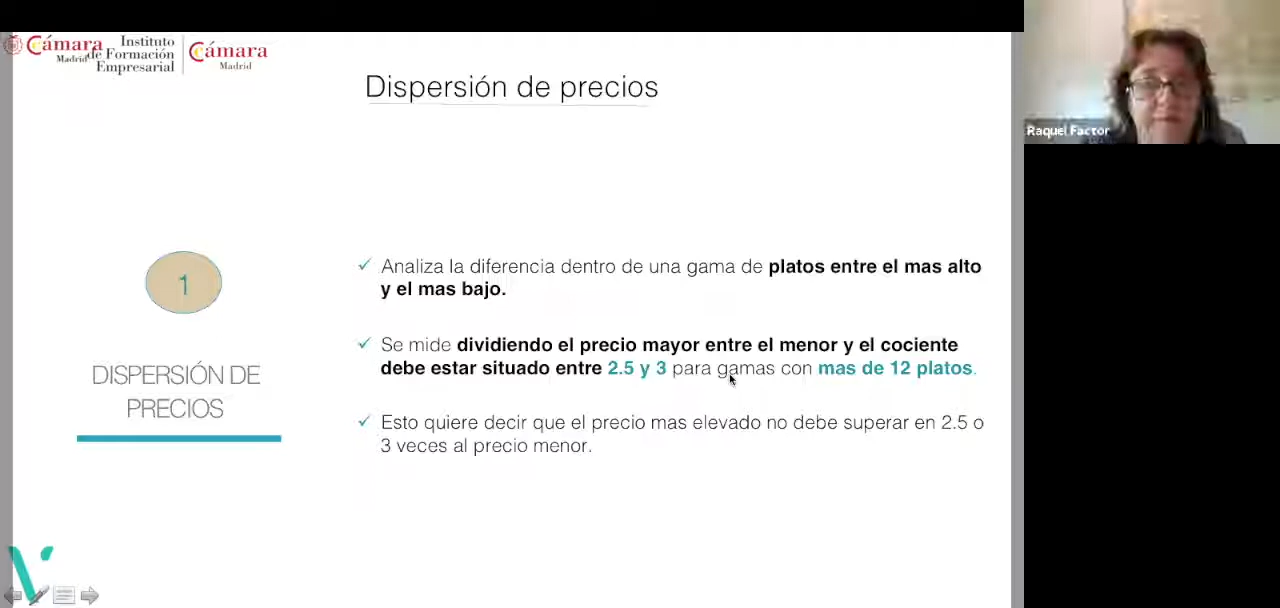 Cámara
Madrid
Instituto
de Formación
Empresarial
Cámara
Madrid
Dispersión de precios
Raquel Factor
1
DISPERSIÓN DE
PRECIOS
Analiza la diferencia dentro de una gama de platos entre el mas alto
y el mas bajo.
Se mide dividiendo el precio mayor entre el menor y el cociente
debe estar situado entre 2.5 y 3 para gamas con mas de 12 platos.
Esto quiere decir que el precio mas elevado no debe superar en 2.5 o
3 veces al precio menor.